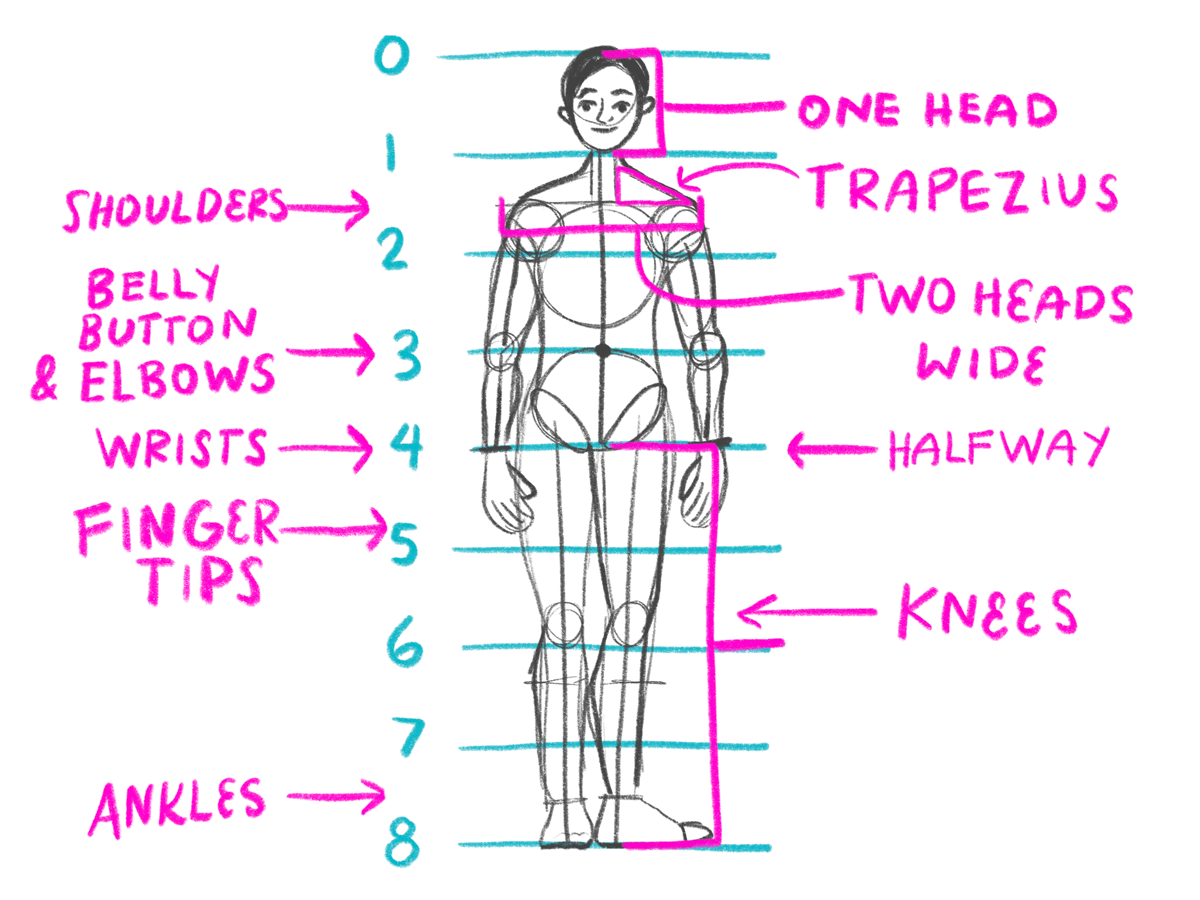 0
ONE HEAD
1
TRAPEZIUS
SHOULDERS
2
BELLY
BUTTON
& ELBOWS
TWO HEADS
WIDE
3
WRISTS
4
HALFWAY
FINGER
TIPS
5
KNEES
6
7
ANKLES
8